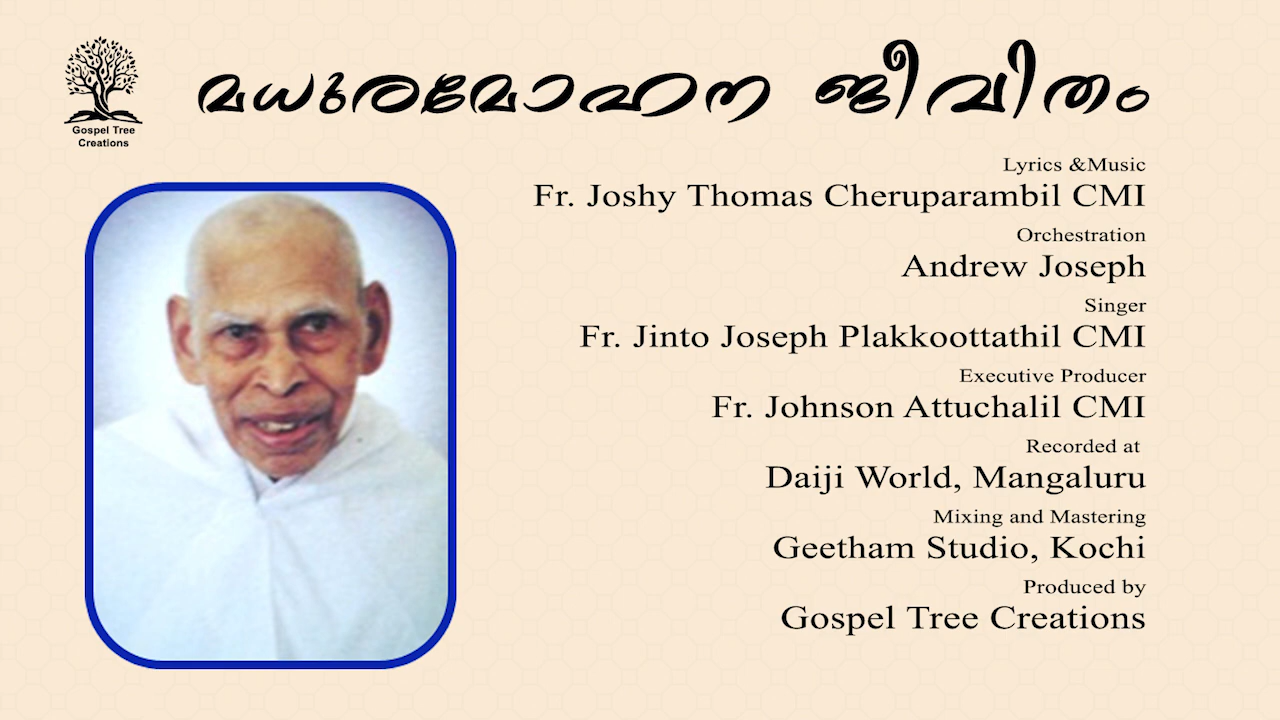 Gospel Tree
Creations
മധുരമോഹന ജീവിതം
Lyrics &Music
Fr. Joshy Thomas Cheruparambil CMI
Orchestration
Andrew Joseph
Singer
Fr. Jinto Joseph Plakkoottathil CMI
Executive Producer
Fr. Johnson Attuchalil CMI
Recorded at
Daiji World, Mangaluru
Mixing and Mastering
Geetham Studio, Kochi
Produced by
Gospel Tree Creations